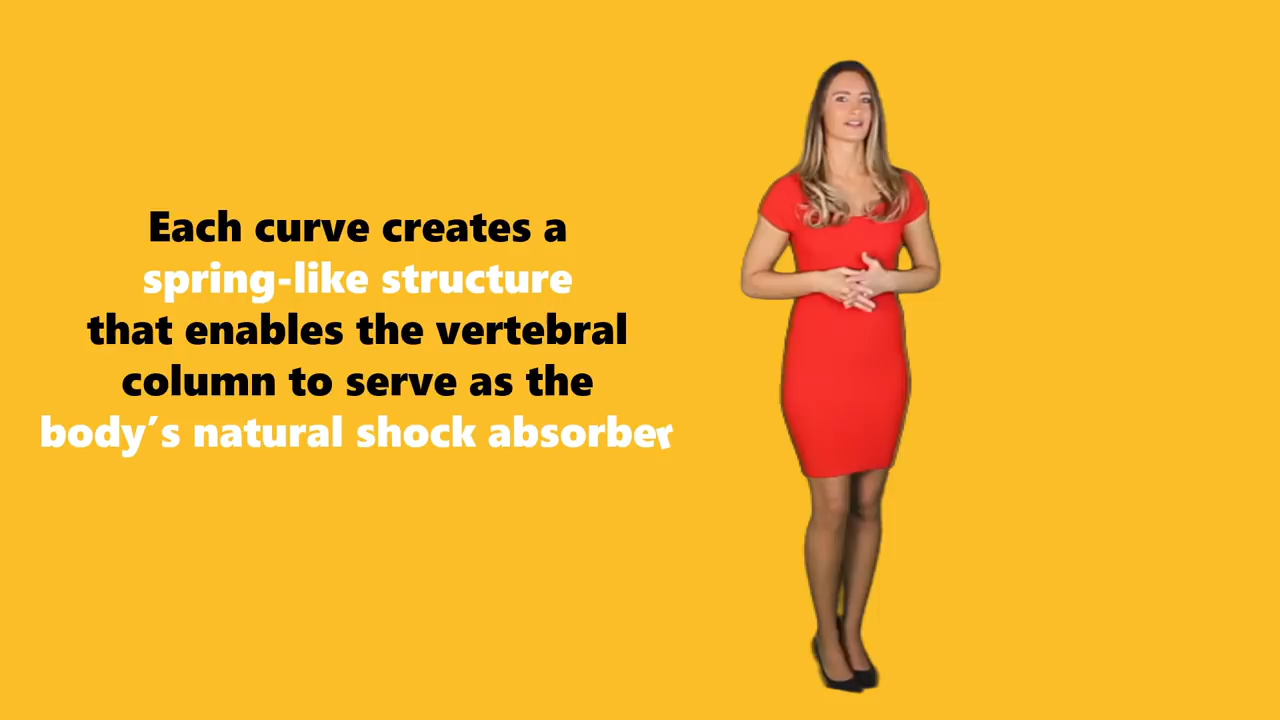 Each curve creates a
spring-like structure
that enables the vertebral
column to serve as the
body’s natural shock absorber